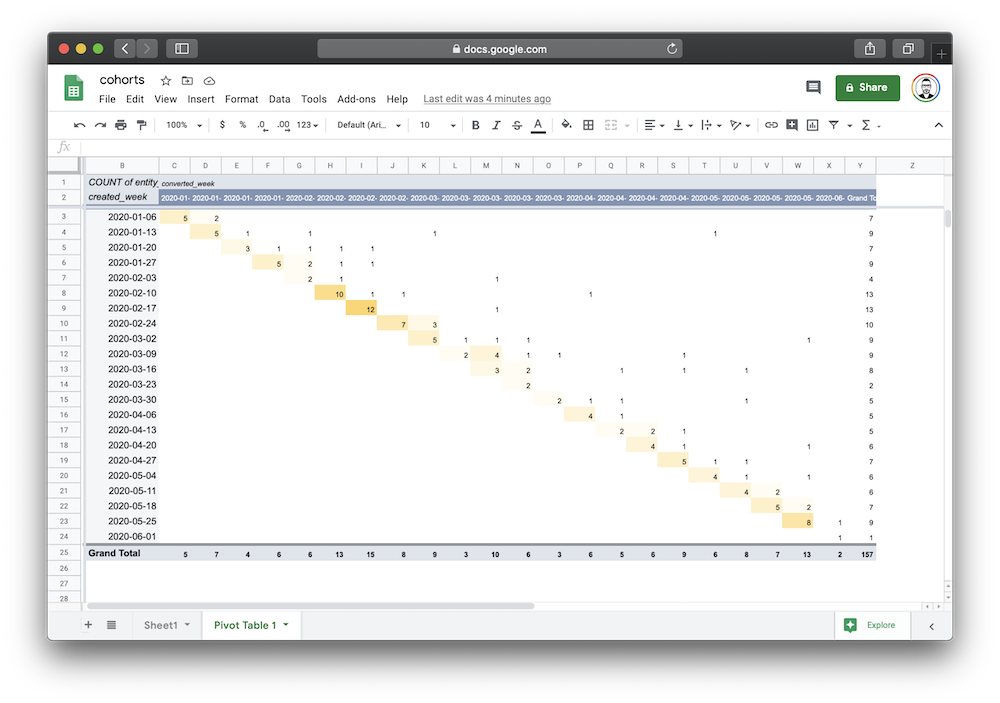 docs.google.com
cohorts
File Edit View Insert Format Data Tools Add-ons Help Last edit was 4 minutes ago
Share
100% $ % .0 .00 123 Default (Ari... 10 B I S A
fx
B C D E F G H I J K L M N O P Q R S T U V W X Y Z
1 COUNT of entity_ converted_week
2 created_week 2020-01- 2020-01- 2020-01- 2020-01- 2020-02- 2020-02- 2020-02- 2020-02- 2020-03- 2020-03- 2020-03- 2020-03- 2020-03- 2020-04- 2020-04- 2020-04- 2020-04- 2020-05- 2020-05- 2020-05- 2020-05- 2020-06- Grand To
3 2020-01-06 5 2 7
4 2020-01-13 5 1 1 1 1 9
5 2020-01-20 3 1 1 1 1 7
6 2020-01-27 5 2 1 1 9
7 2020-02-03 2 1 1 4
8 2020-02-10 10 1 1 1 13
9 2020-02-17 12 1 13
10 2020-02-24 7 3 10
11 2020-03-02 5 1 1 1 1 9
12 2020-03-09 2 4 1 1 1 9
13 2020-03-16 3 2 1 1 1 8
14 2020-03-23 2 2
15 2020-03-30 2 1 1 1 5
16 2020-04-06 4 1 5
17 2020-04-13 2 2 1 5
18 2020-04-20 4 1 1 6
19 2020-04-27 5 1 1 7
20 2020-05-04 4 1 1 6
21 2020-05-11 4 2 6
22 2020-05-18 5 2 7
23 2020-05-25 8 1 9
24 2020-06-01 1 1
25 Grand Total 5 7 4 6 6 13 15 8 9 3 10 6 3 6 5 6 9 6 8 7 13 2 157
26
27
28
Sheet1 Pivot Table 1 Explore